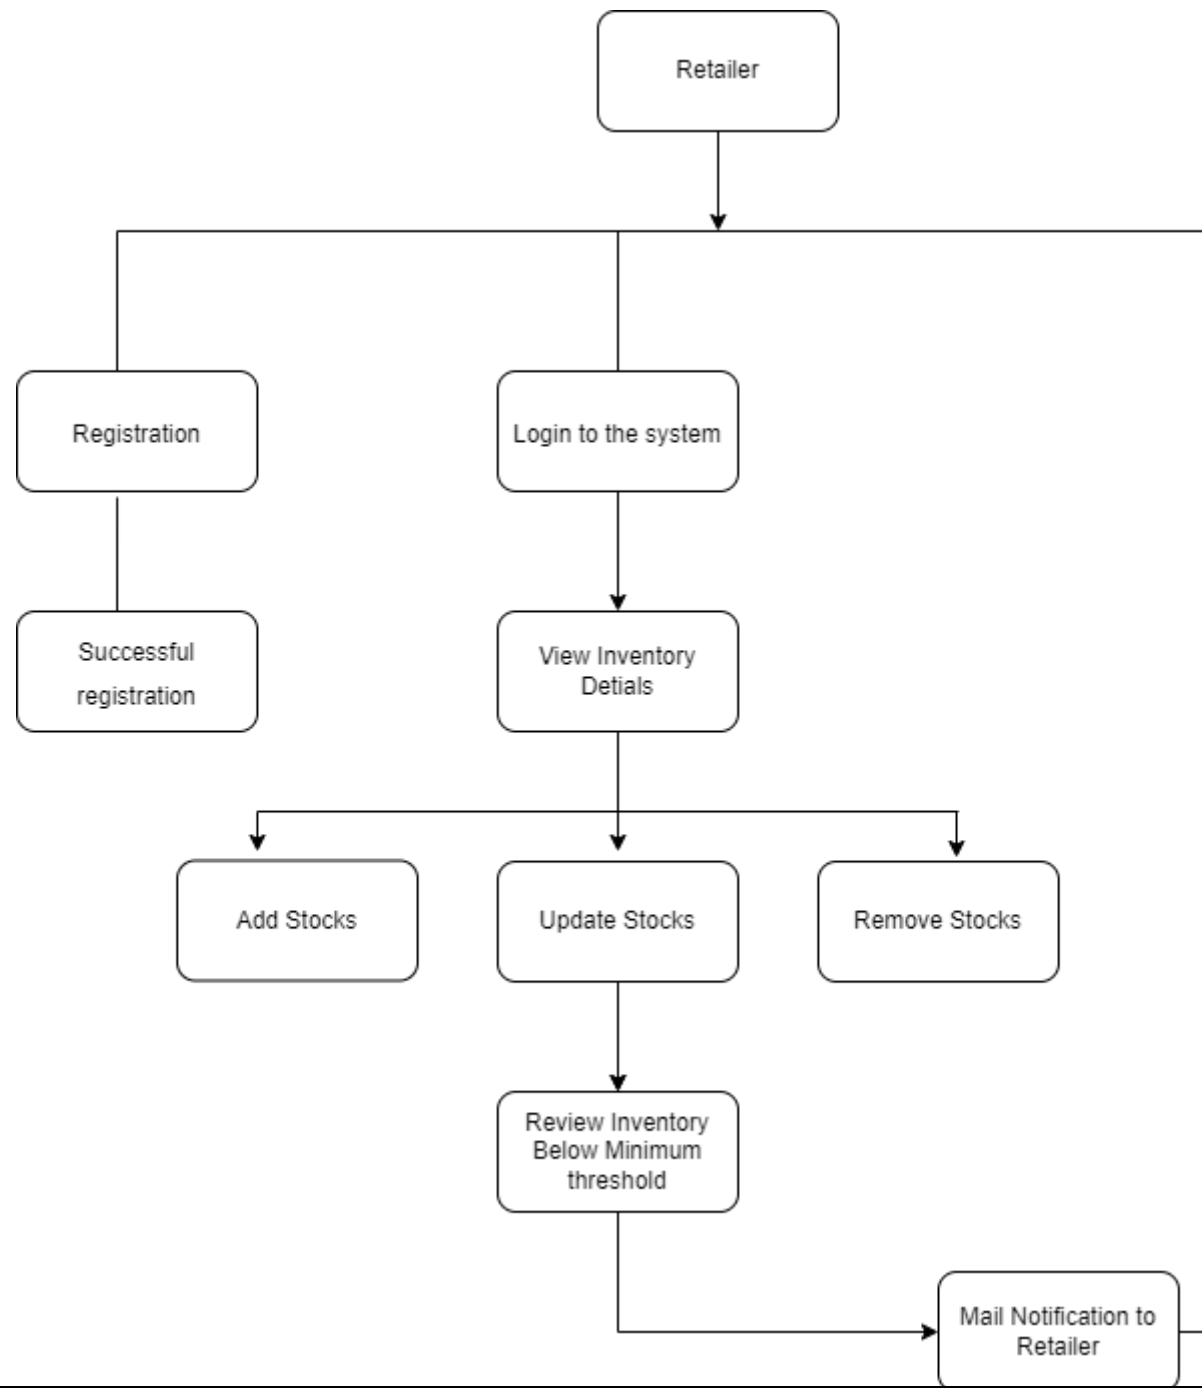 Retailer
Registration
Login to the system
Successful
registration
View Inventory
Detials
Add Stocks
Update Stocks
Remove Stocks
Review Inventory
Below Minimum
threshold
Mail Notification to
Retailer